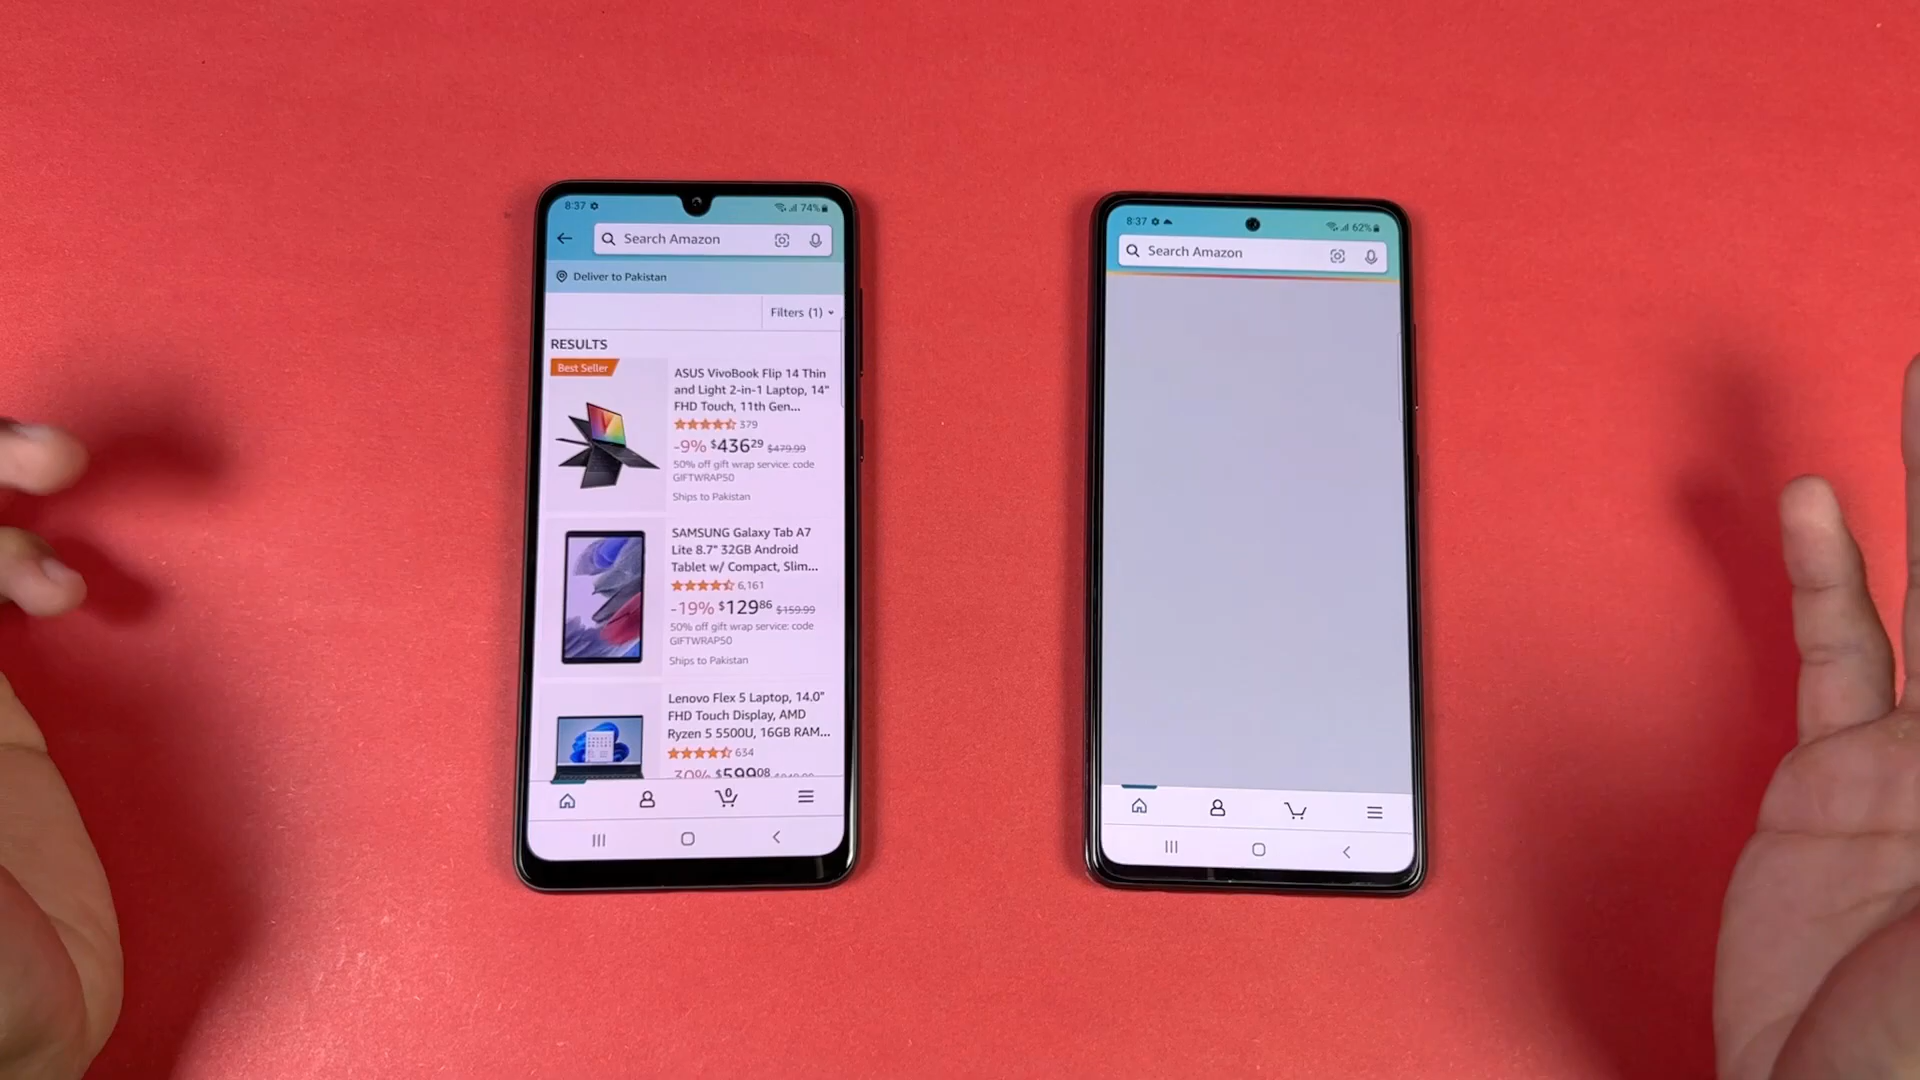 8:37
74%
Search Amazon
Deliver to Pakistan
Filters (1)
RESULTS
Best Seller
ASUS VivoBook Flip 14 Thin
and Light 2-in-1 Laptop, 14"
FHD Touch, 11th Gen...
379
-9% $43629 $479.99
50% off gift wrap service: code
GIFTWRAP50
Ships to Pakistan
SAMSUNG Galaxy Tab A7
Lite 8.7" 32GB Android
Tablet w/ Compact, Slim...
6,161
-19% $12986 $159.99
50% off gift wrap service: code
GIFTWRAP50
Ships to Pakistan
Lenovo Flex 5 Laptop, 14.0"
FHD Touch Display, AMD
Ryzen 5 5500U, 16GB RAM...
634
30% $59908
0
8:37
62%
Search Amazon